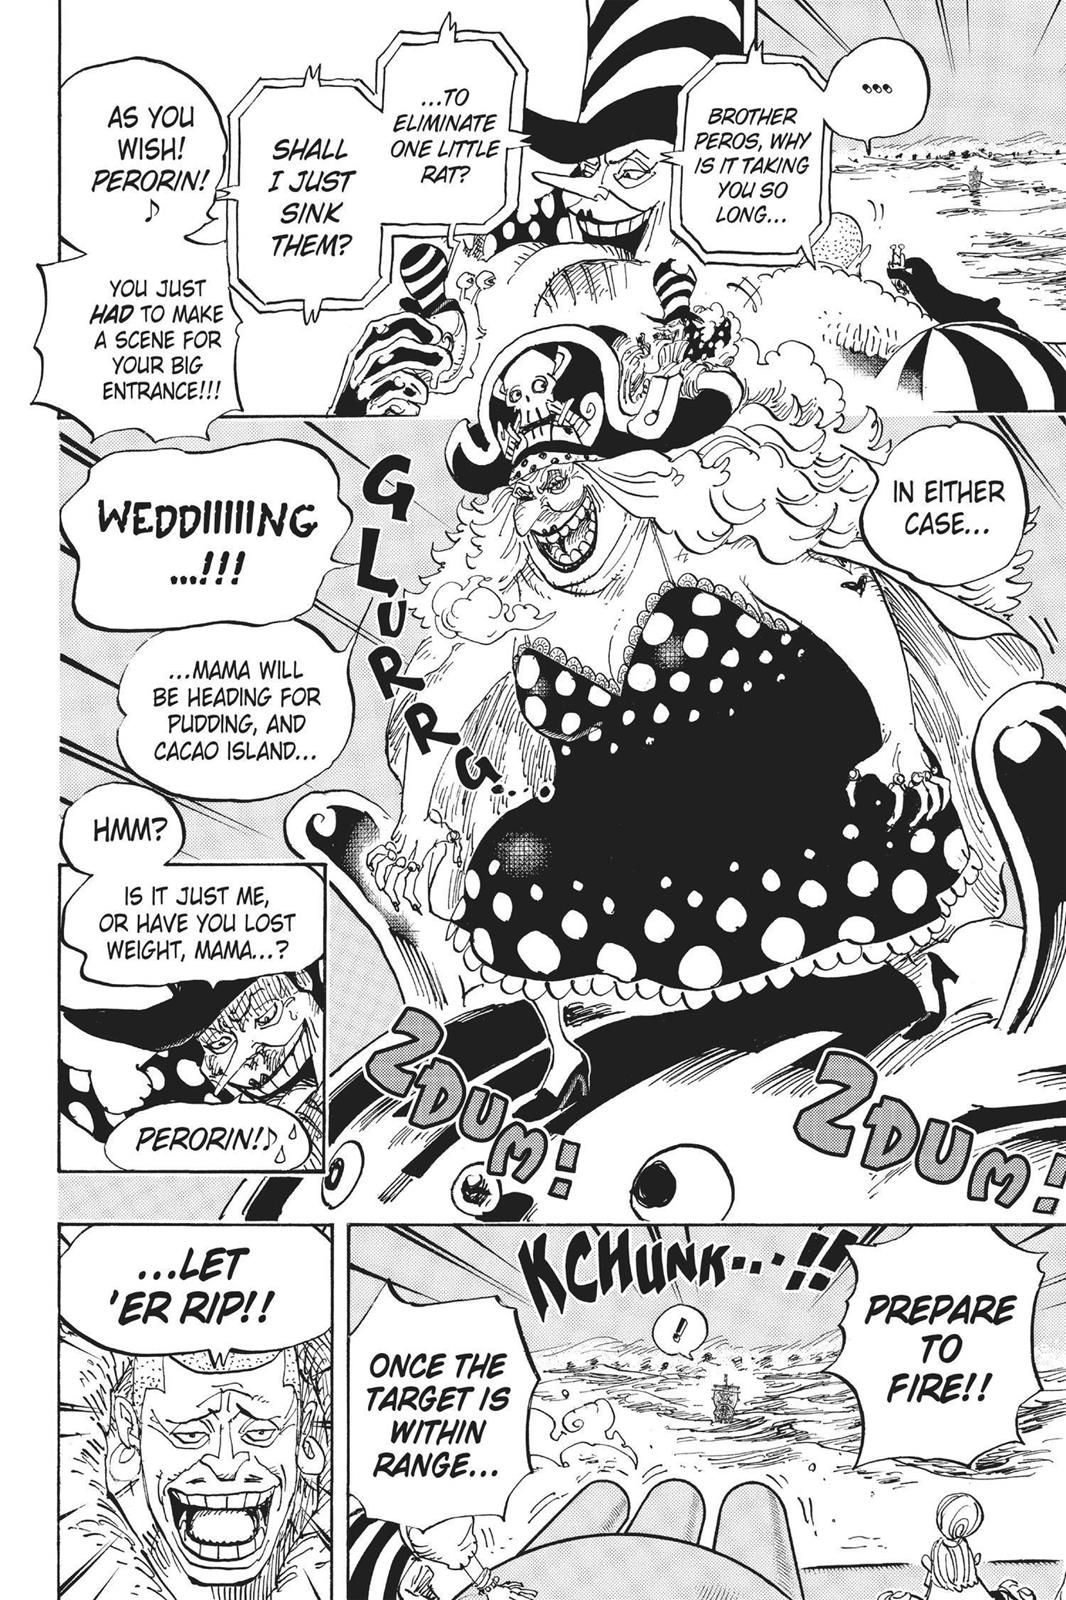 ...
BROTHER
PEROS, WHY
IS IT TAKING
YOU SO
LONG...
...TO
ELIMINATE
ONE LITTLE
RAT?
SHALL
I JUST
SINK
THEM?
AS YOU
WISH!
PERORIN!
♪
YOU JUST
HAD TO MAKE
A SCENE FOR
YOUR BIG
ENTRANCE!!!
IN EITHER
CASE...
GLURRG...
WEDDIIIIIING
...!!!
...MAMA WILL
BE HEADING FOR
PUDDING, AND
CACAO ISLAND...
HMM?
IS IT JUST ME,
OR HAVE YOU LOST
WEIGHT, MAMA...?
PERORIN!♪
ZDUM!
ZDUM!
PREPARE
TO
FIRE!!
KCHUNK...!!
!
ONCE THE
TARGET IS
WITHIN
RANGE...
...LET
'ER RIP!!